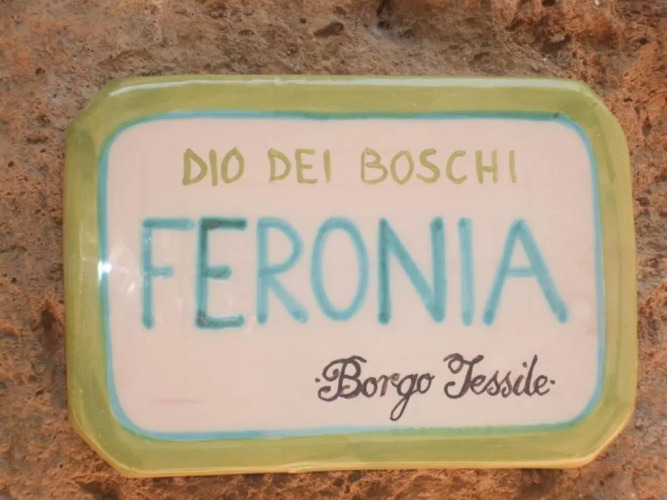 DIO DEI BOSCHI
FERONIA
·Borgo Tessile·